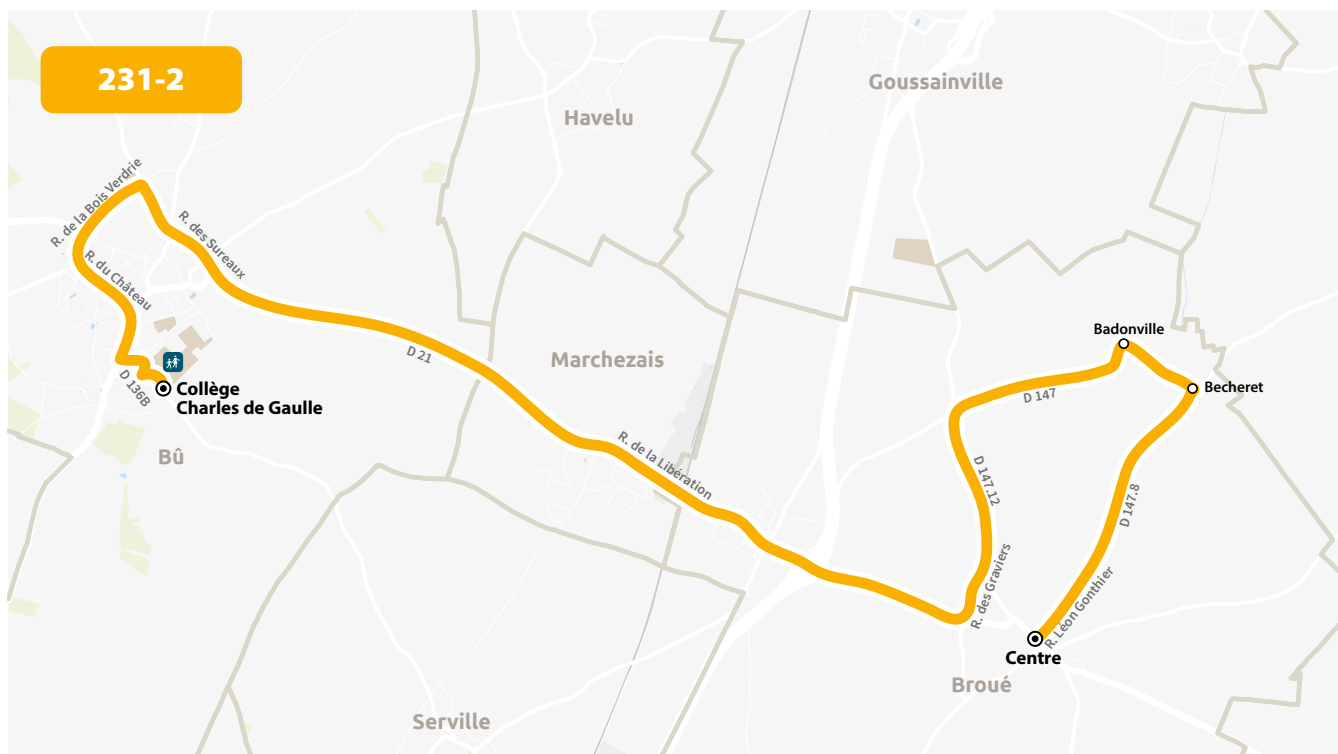 231-2
Goussainville
Havelu
R. de la Bois Verdrie
R. des Sureaux
R. du Château
Badonville
D 21
Marchezais
Becheret
D 136B
Collège
Charles de Gaulle
D 147
Bû
R. de la Libération
D 147.12
D 147.8
R. des Graviers
R. Léon Gonthier
Centre
Broué
Serville